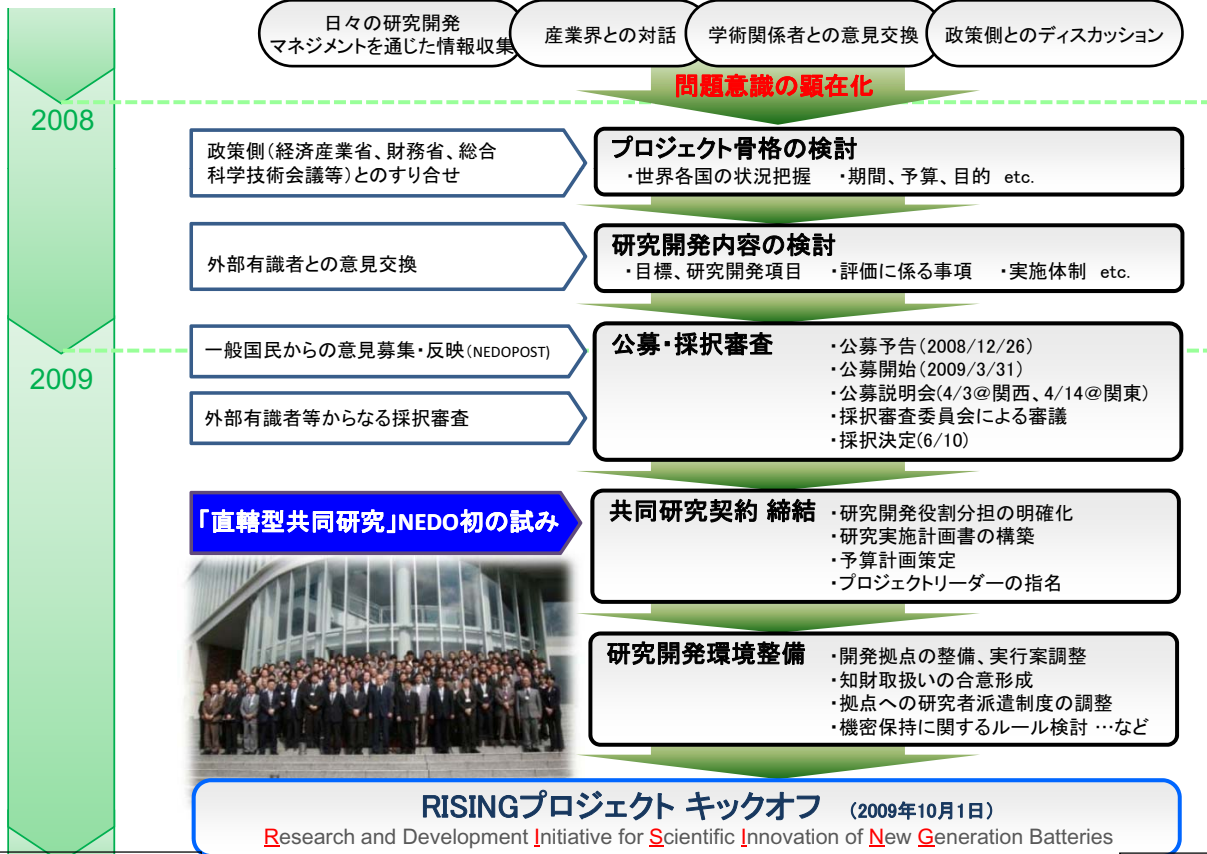 日々の研究開発
マネジメントを通じた情報収集
産業界との対話
学術関係者との意見交換
政策側とのディスカッション
問題意識の顕在化
2008
政策側(経済産業省、財務省、総合
科学技術会議等)とのすり合せ
プロジェクト骨格の検討
・世界各国の状況把握 ・期間、予算、目的 etc.
外部有識者との意見交換
研究開発内容の検討
・目標、研究開発項目 ・評価に係る事項 ・実施体制 etc.
2009
一般国民からの意見募集・反映(NEDOPOST)
外部有識者等からなる採択審査
公募・採択審査
・公募予告(2008/12/26)
・公募開始(2009/3/31)
・公募説明会(4/3@関西、4/14@関東)
・採択審査委員会による審議
・採択決定(6/10)
「直轄型共同研究」NEDO初の試み
共同研究契約 締結
・研究開発役割分担の明確化
・研究実施計画書の構築
・予算計画策定
・プロジェクトリーダーの指名
研究開発環境整備
・開発拠点の整備、実行案調整
・知財取扱いの合意形成
・拠点への研究者派遣制度の調整
・機密保持に関するルール検討 …など
RISINGプロジェクト キックオフ (2009年10月1日)
Research and Development Initiative for Scientific Innovation of New Generation Batteries